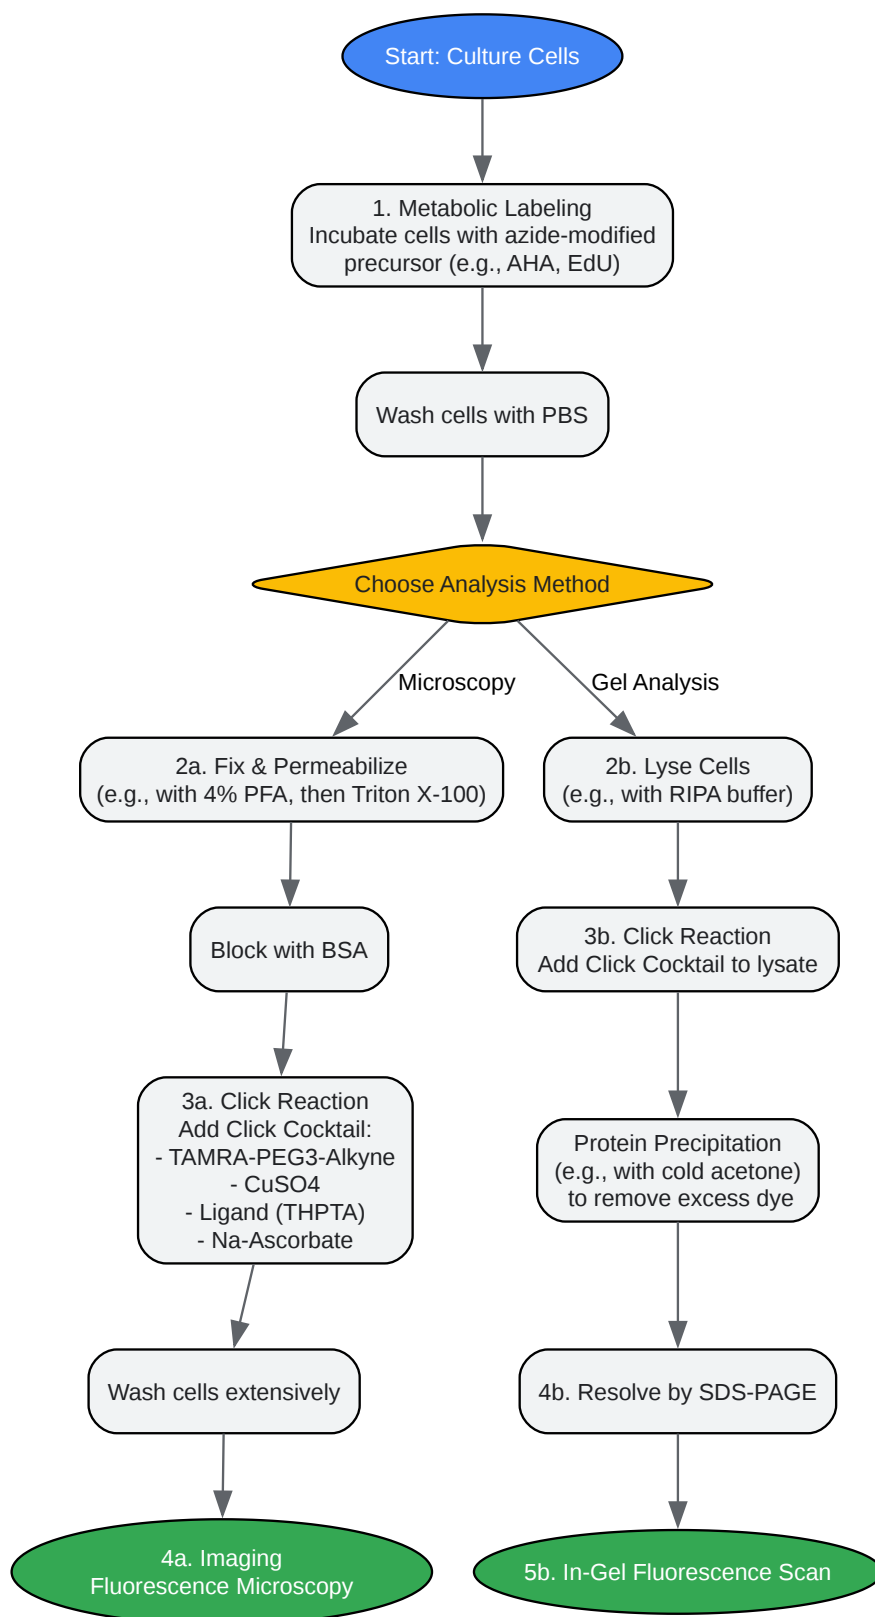 Start: Culture Cells
1. Metabolic Labeling
Incubate cells with azide-modified
precursor (e.g., AHA, EdU)
Wash cells with PBS
Choose Analysis Method
Microscopy
Gel Analysis
2a. Fix & Permeabilize
(e.g., with 4% PFA, then Triton X-100)
2b. Lyse Cells
(e.g., with RIPA buffer)
Block with BSA
3b. Click Reaction
Add Click Cocktail to lysate
3a. Click Reaction
Add Click Cocktail:
- TAMRA-PEG3-Alkyne
- CuSO4
- Ligand (THPTA)
- Na-Ascorbate
Protein Precipitation
(e.g., with cold acetone)
to remove excess dye
Wash cells extensively
4b. Resolve by SDS-PAGE
4a. Imaging
Fluorescence Microscopy
5b. In-Gel Fluorescence Scan